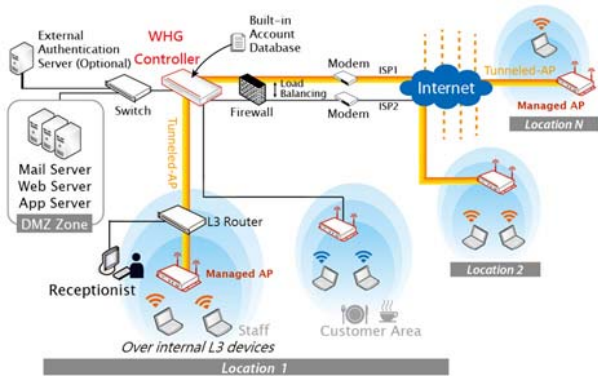 External
Authentication
Server (Optional)
WHG
Controller
Built-in
Account
Database
Switch
Mail Server
Web Server
App Server
DMZ Zone
Load
Balancing
Firewall
Modem
ISP1
Modem
ISP2
Internet
Tunneled-AP
Managed AP
Location N
Tunneled-AP
L3 Router
Receptionist
Managed AP
Staff
Over internal L3 devices
Customer Area
Location 2
Location 1